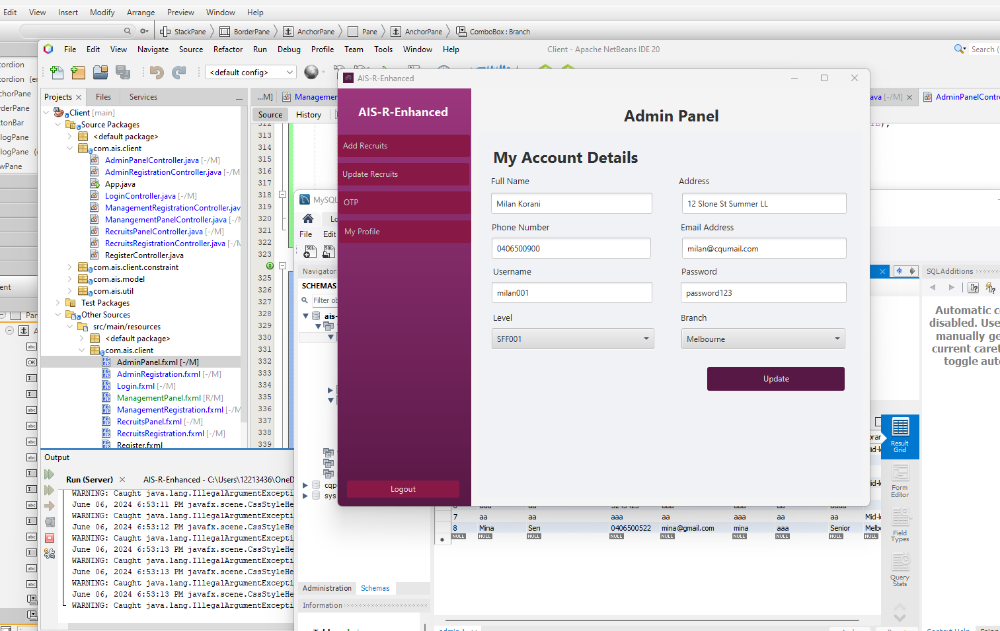 Edit View Insert Modify Arrange Preview Window Help
StackPane BorderPane AnchorPane Pane AnchorPane ComboBox : Branch
File Edit View Navigate Source Refactor Run Debug Profile Team Tools Window Help
Client - Apache NetBeans IDE 20
Search (
<default config>
Projects Files Services
Client [main]
Source Packages
<default package>
com.ais.client
AdminPanelController.java [-/M]
AdminRegistrationController.java [-/M
App.java
LoginController.java [-/M]
ManagementRegistrationController.jav
ManangementPanelController.java
RecruitsPanelController.java [-/M]
RecruitsRegistrationController.java [-/M
RegisterController.java
com.ais.client.constraint
com.ais.model
com.ais.util
Test Packages
Other Sources
src/main/resources
<default package>
com.ais.client
AdminPanel.fxml [-/M]
AdminRegistration.fxml [-/M]
Login.fxml [-/M]
ManagementPanel.fxml [R/M]
ManagementRegistration.fxml [-/M
RecruitsPanel.fxml [-/M]
RecruitsRegistration.fxml [-/M]
Register.fxml
...M] Managemen
ava [-/M]
AdminPanelContro
Source History
312
313
314
315
316
317
318
319
320
321
322
323
325
326
327
328
329
330
331
332
333
334
335
336
337
338
339
AIS-R-Enhanced
AIS-R-Enhanced
Add Recruits
Update Recruits
OTP
My Profile
Logout
Admin Panel
My Account Details
Full Name Address
Milan Korani 12 Slone St Summer LL
Phone Number Email Address
0406500900 milan@cqumail.com
Username Password
milan001 password123
Level Branch
SFF001 Melbourne
Update
MySQL
Lo
File Edit
Navigator
SCHEMAS
Filter ob
ais-
cqp
sys
Administration Schemas
Information
SQLAdditions
Automatic c
disabled. Use
manually ge
current caret
toggle aut
Result
Grid
Form
Editor
Field
Types
Query
Stats
7 aa aa aa aaa aa aaa aa aa Mid-l
8 Mina Sen 0406500522 mina@gmail.com mina aaa Senior Melb
NULL NULL NULL NULL NULL NULL NULL NULL NULL
Output
Run (Server) AIS-R-Enhanced - C:\Users\12213436\OneD
WARNING: Caught java.lang.IllegalArgumentExcepti
June 06, 2024 6:53:11 PM javafx.scene.CssStyleHe
WARNING: Caught java.lang.IllegalArgumentExcepti
June 06, 2024 6:53:12 PM javafx.scene.CssStyleHe
WARNING: Caught java.lang.IllegalArgumentExcepti
June 06, 2024 6:53:13 PM javafx.scene.CssStyleHe
WARNING: Caught java.lang.IllegalArgumentExcepti
June 06, 2024 6:53:13 PM javafx.scene.CssStyleHe
WARNING: Caught java.lang.IllegalArgumentExcepti
June 06, 2024 6:53:13 PM javafx.scene.CssStyleHe
WARNING: Caught java.lang.IllegalArgumentExcepti